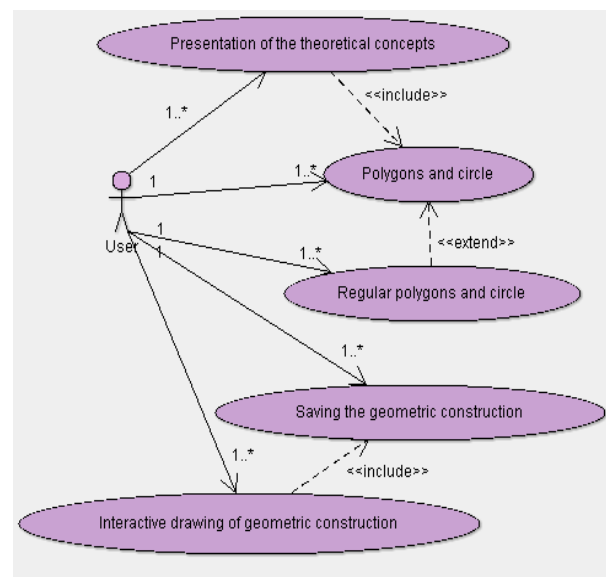 Presentation of the theoretical concepts
<<include>>
1..*
Polygons and circle
1
1..*
User
1
1
<<extend>>
1..*
Regular polygons and circle
1..*
Saving the geometric construction
1..*
<<include>>
Interactive drawing of geometric construction